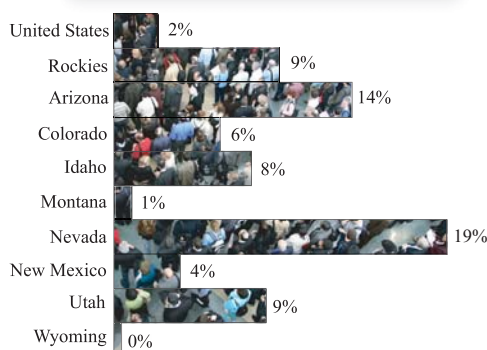 United States 2%
Rockies 9%
Arizona 14%
Colorado 6%
Idaho 8%
Montana 1%
Nevada 19%
New Mexico 4%
Utah 9%
Wyoming 0%